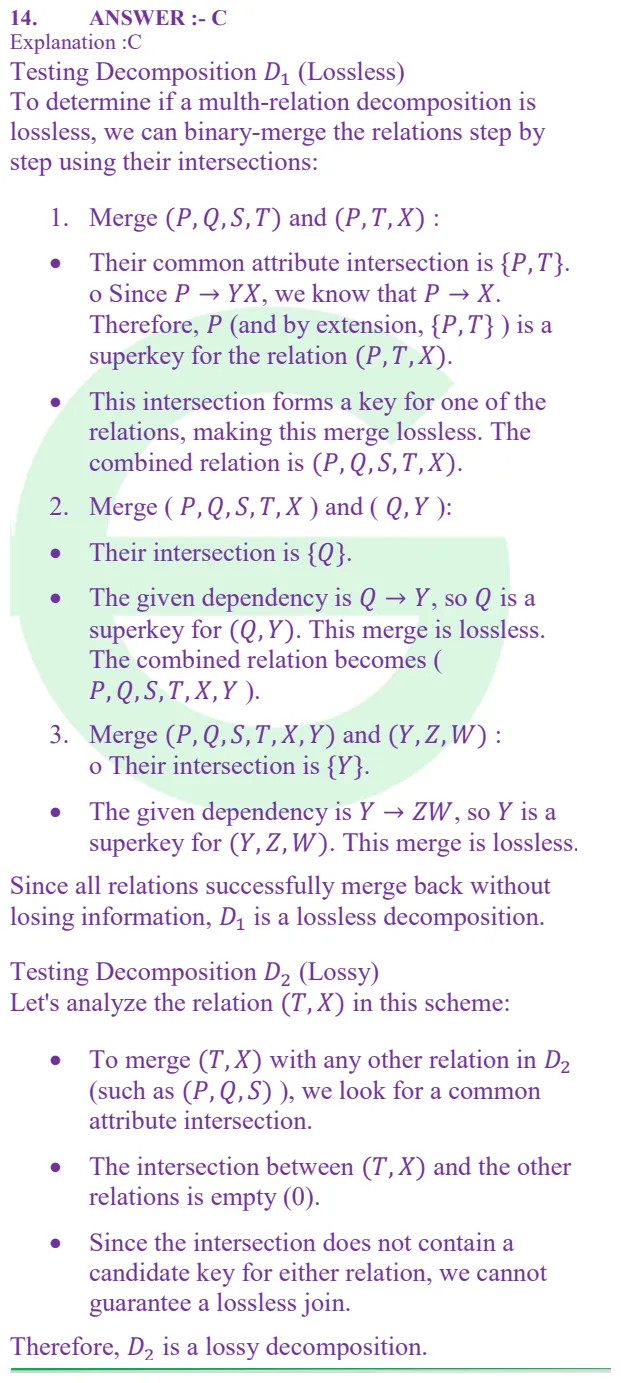 14. ANSWER :- C
Explanation :C
Testing Decomposition D₁ (Lossless)
To determine if a multh-relation decomposition is
lossless, we can binary-merge the relations step by
step using their intersections:
1. Merge (P, Q, S, T) and (P, T, X) :
• Their common attribute intersection is {P, T}.
o Since P → YX, we know that P → X.
Therefore, P (and by extension, {P, T} ) is a
superkey for the relation (P, T, X).
• This intersection forms a key for one of the
relations, making this merge lossless. The
combined relation is (P, Q, S, T, X).
2. Merge ( P, Q, S, T, X ) and ( Q, Y ):
• Their intersection is {Q}.
• The given dependency is Q → Y, so Q is a
superkey for (Q, Y). This merge is lossless.
The combined relation becomes (
P, Q, S, T, X, Y ).
3. Merge (P, Q, S, T, X, Y) and (Y, Z, W) :
o Their intersection is {Y}.
• The given dependency is Y → ZW, so Y is a
superkey for (Y, Z, W). This merge is lossless.
Since all relations successfully merge back without
losing information, D₁ is a lossless decomposition.
Testing Decomposition D₂ (Lossy)
Let's analyze the relation (T, X) in this scheme:
• To merge (T, X) with any other relation in D₂
(such as (P, Q, S) ), we look for a common
attribute intersection.
• The intersection between (T, X) and the other
relations is empty (0).
• Since the intersection does not contain a
candidate key for either relation, we cannot
guarantee a lossless join.
Therefore, D₂ is a lossy decomposition.